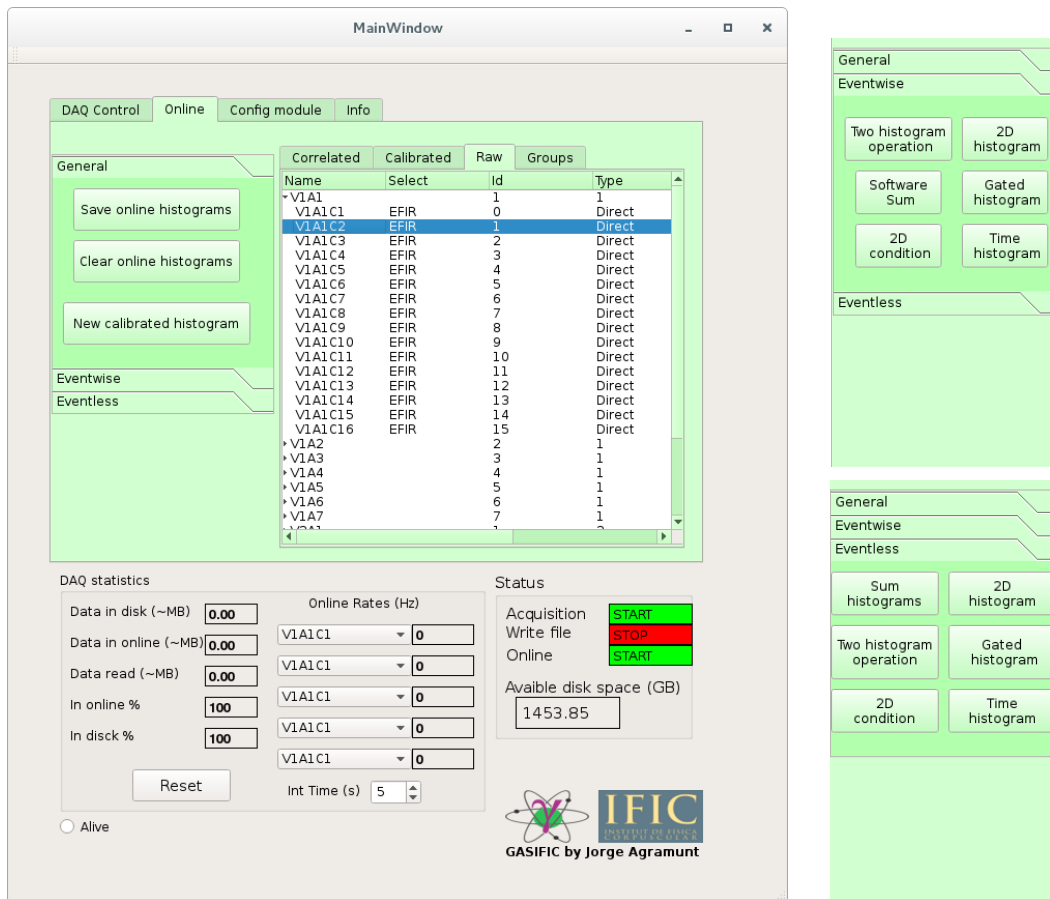 MainWindow
DAQ Control Online Config module Info
General
Save online histograms
Clear online histograms
New calibrated histogram
Eventwise
Eventless
Correlated Calibrated Raw Groups
Name Select Id Type
V1A1 1 1
V1A1C1 EFIR 0 Direct
V1A1C2 EFIR 1 Direct
V1A1C3 EFIR 2 Direct
V1A1C4 EFIR 3 Direct
V1A1C5 EFIR 4 Direct
V1A1C6 EFIR 5 Direct
V1A1C7 EFIR 6 Direct
V1A1C8 EFIR 7 Direct
V1A1C9 EFIR 8 Direct
V1A1C10 EFIR 9 Direct
V1A1C11 EFIR 10 Direct
V1A1C12 EFIR 11 Direct
V1A1C13 EFIR 12 Direct
V1A1C14 EFIR 13 Direct
V1A1C15 EFIR 14 Direct
V1A1C16 EFIR 15 Direct
V1A2 2 1
V1A3 3 1
V1A4 4 1
V1A5 5 1
V1A6 6 1
V1A7 7 1
DAQ statistics
Data in disk (~MB) 0.00
Data in online (~MB) 0.00
Data read (~MB) 0.00
In online % 100
In disck % 100
Reset
Alive
Online Rates (Hz)
V1A1C1 0
V1A1C1 0
V1A1C1 0
V1A1C1 0
V1A1C1 0
Int Time (s) 5
Status
Acquisition START
Write file STOP
Online START
Avaible disk space (GB)
1453.85
γ
IFIC
INSTITUT DE FÍSICA
CORPUSCULAR
GASIFIC by Jorge Agramunt
General
Eventwise
Two histogram
operation
2D
histogram
Software
Sum
Gated
histogram
2D
condition
Time
histogram
Eventless
General
Eventwise
Eventless
Sum
histograms
2D
histogram
Two histogram
operation
Gated
histogram
2D
condition
Time
histogram